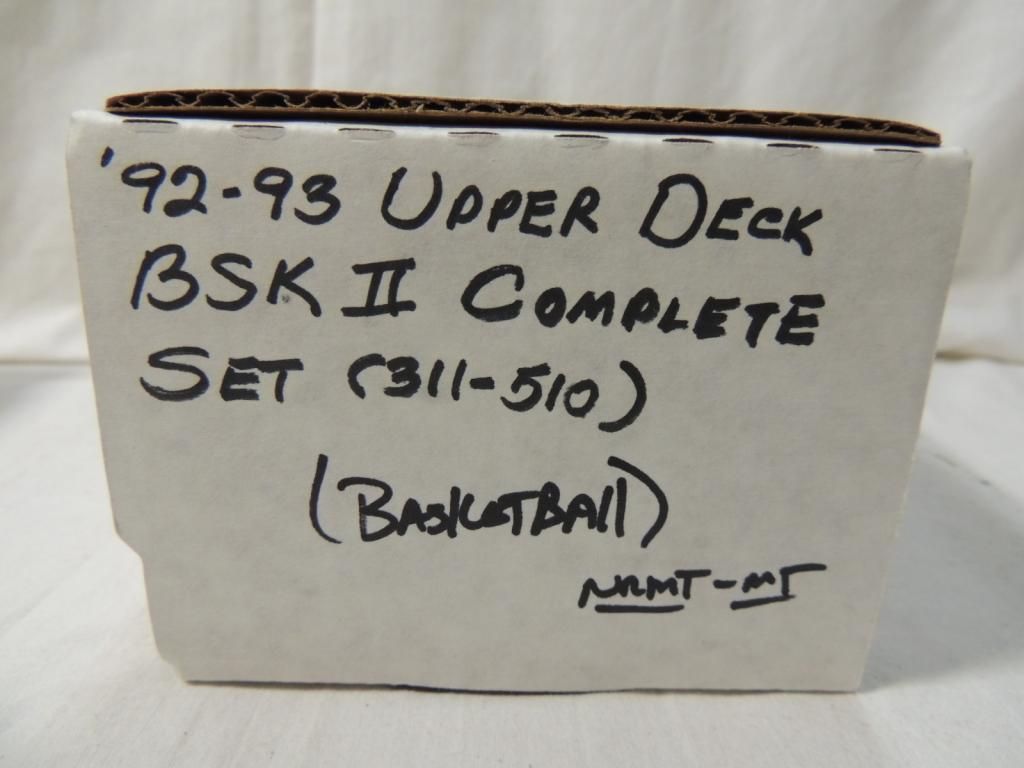 '92-93 UPPER DECK
BSK II COMPLETE
SET (311-510)
(BASKETBAll)
NRMT-MT